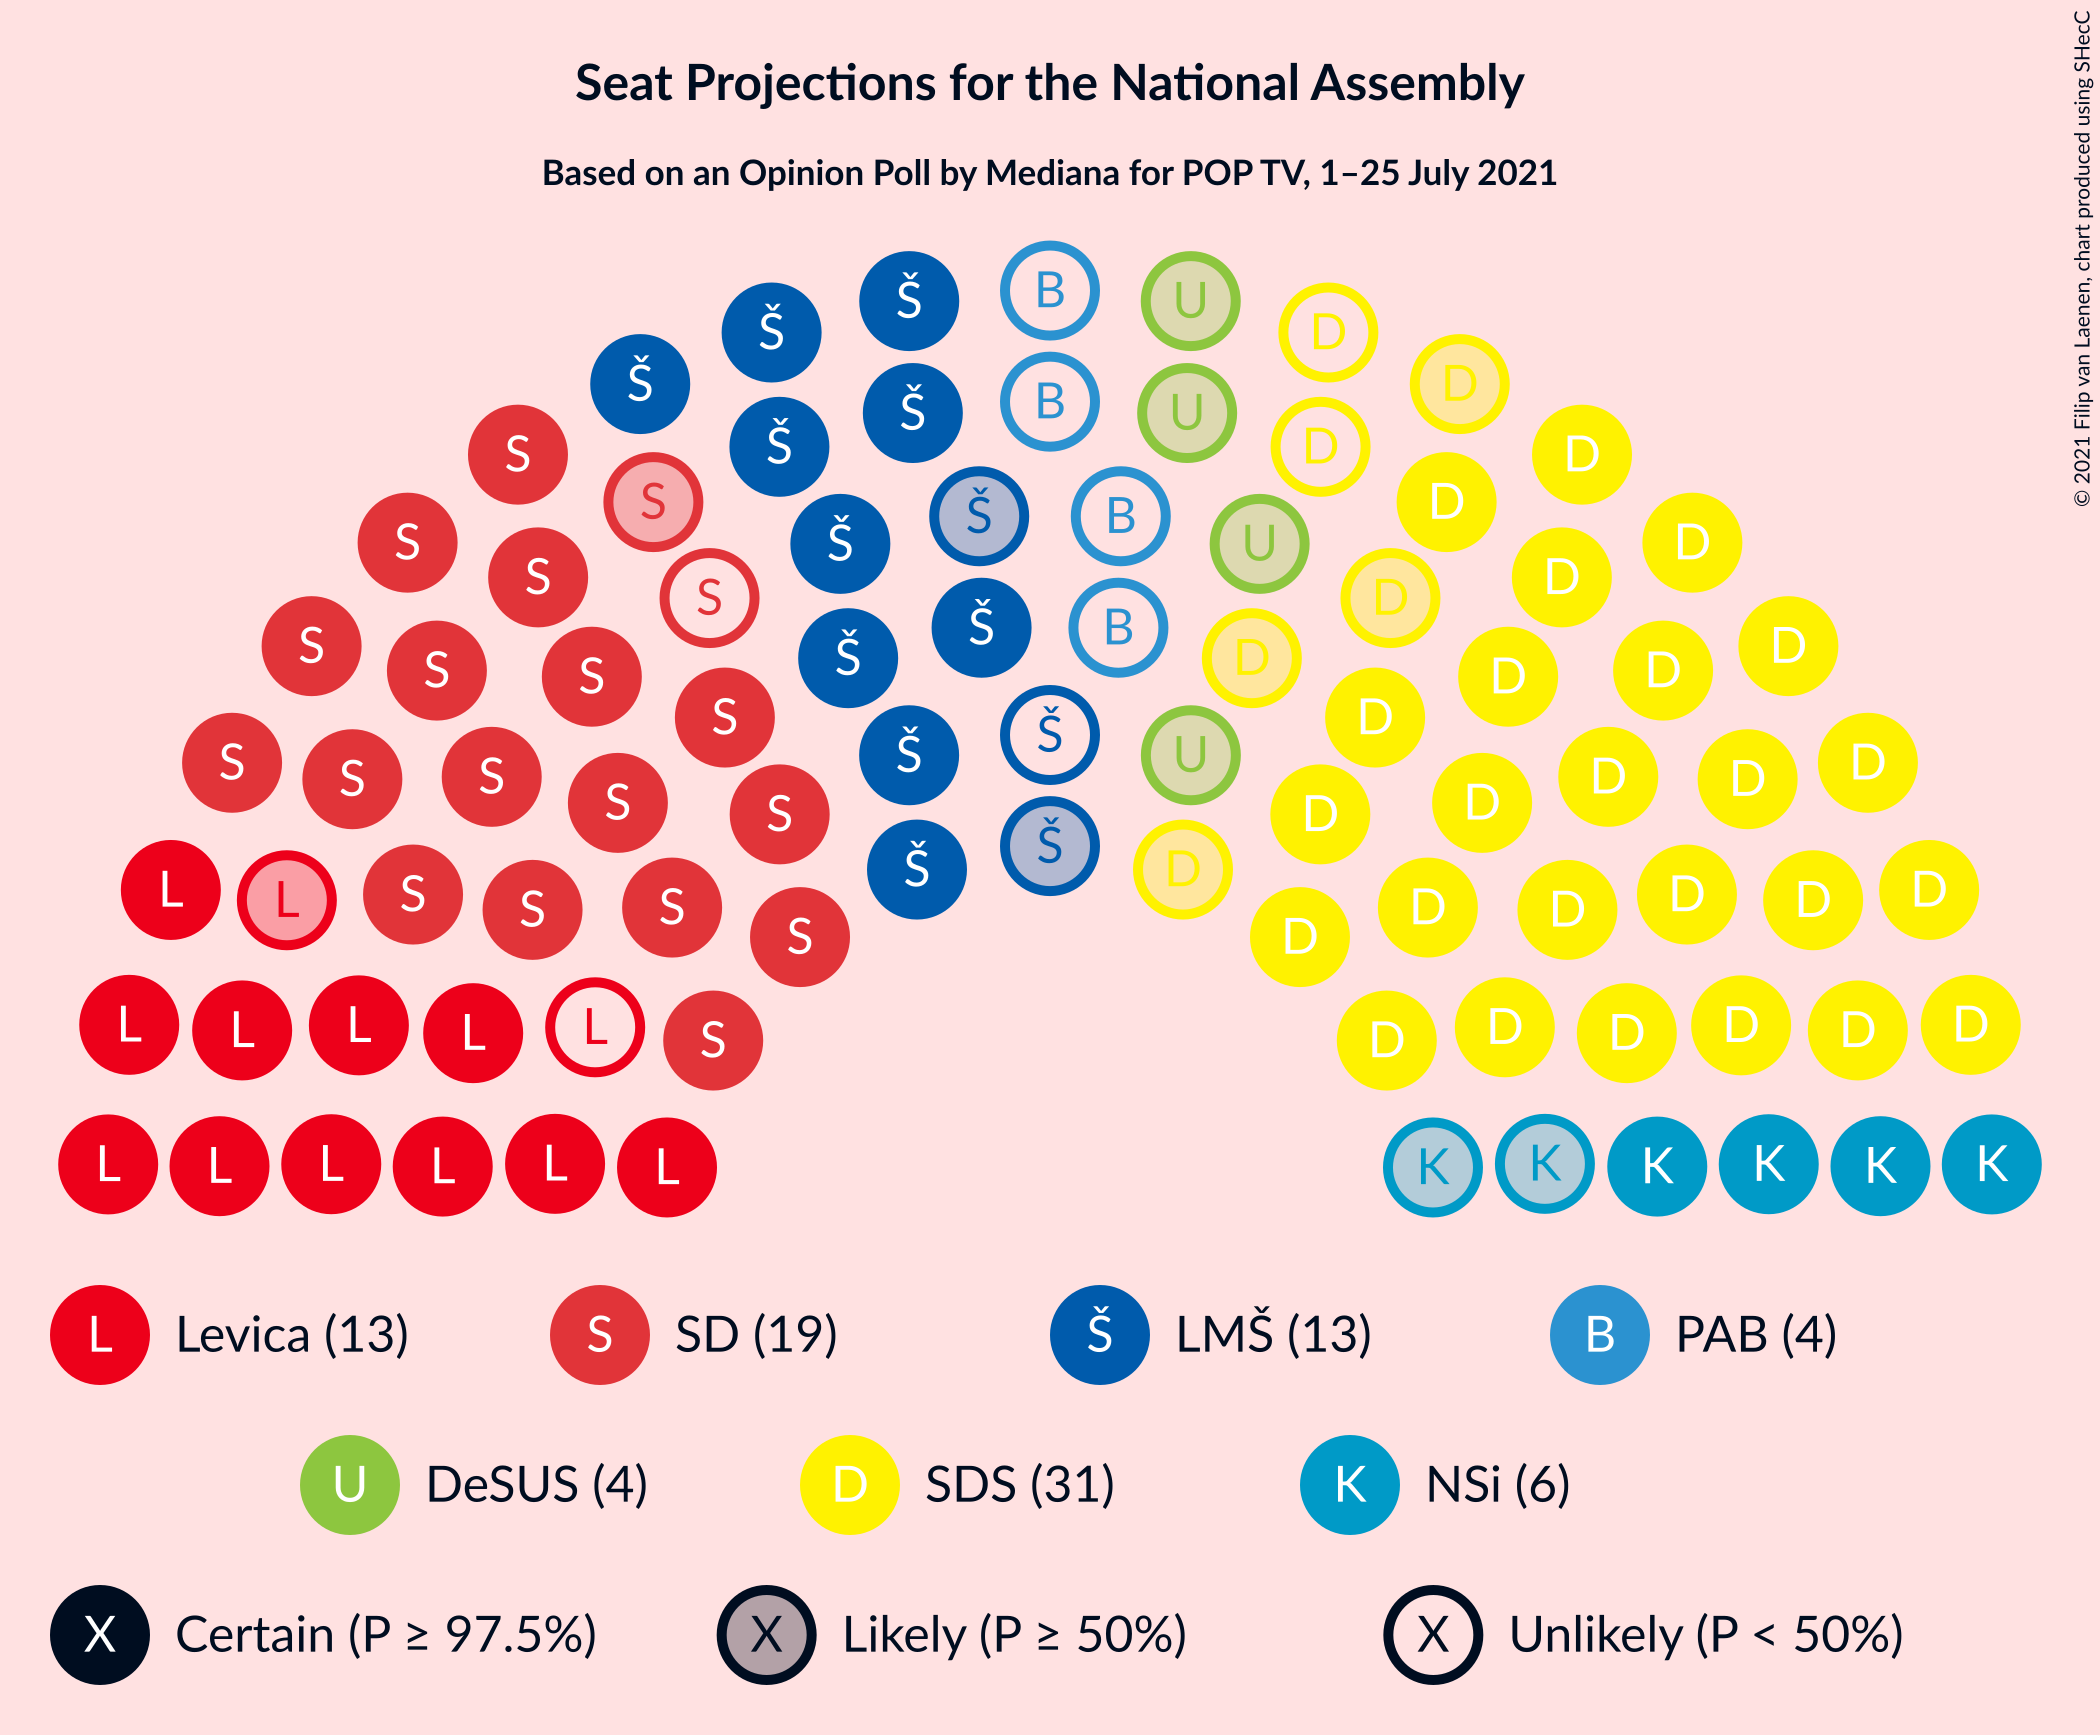 Seat Projections for the National Assembly
Based on an Opinion Poll by Mediana for POP TV, 1–25 July 2021
© 2021 Filip van Laenen, chart produced using SHecC
B
Š U
Š D
Š D
B
Š U
S D
Š D
S D
Š B
S D
Š U
S D
S D
S D
Š B
S D
Š D
S D
S D
S D
Š
Š U
S D
S D
S D
S D
S D
Š
Š D
L D
S D
L D
S D
S D
S D
L D
L D
L D
L D
L D
S D
L L L L L L K K K K K K
L Levica (13) S SD (19) Š LMŠ (13) B PAB (4)
U DeSUS (4) D SDS (31) K NSi (6)
X Certain (P ≥ 97.5%) X Likely (P ≥ 50%) X Unlikely (P < 50%)